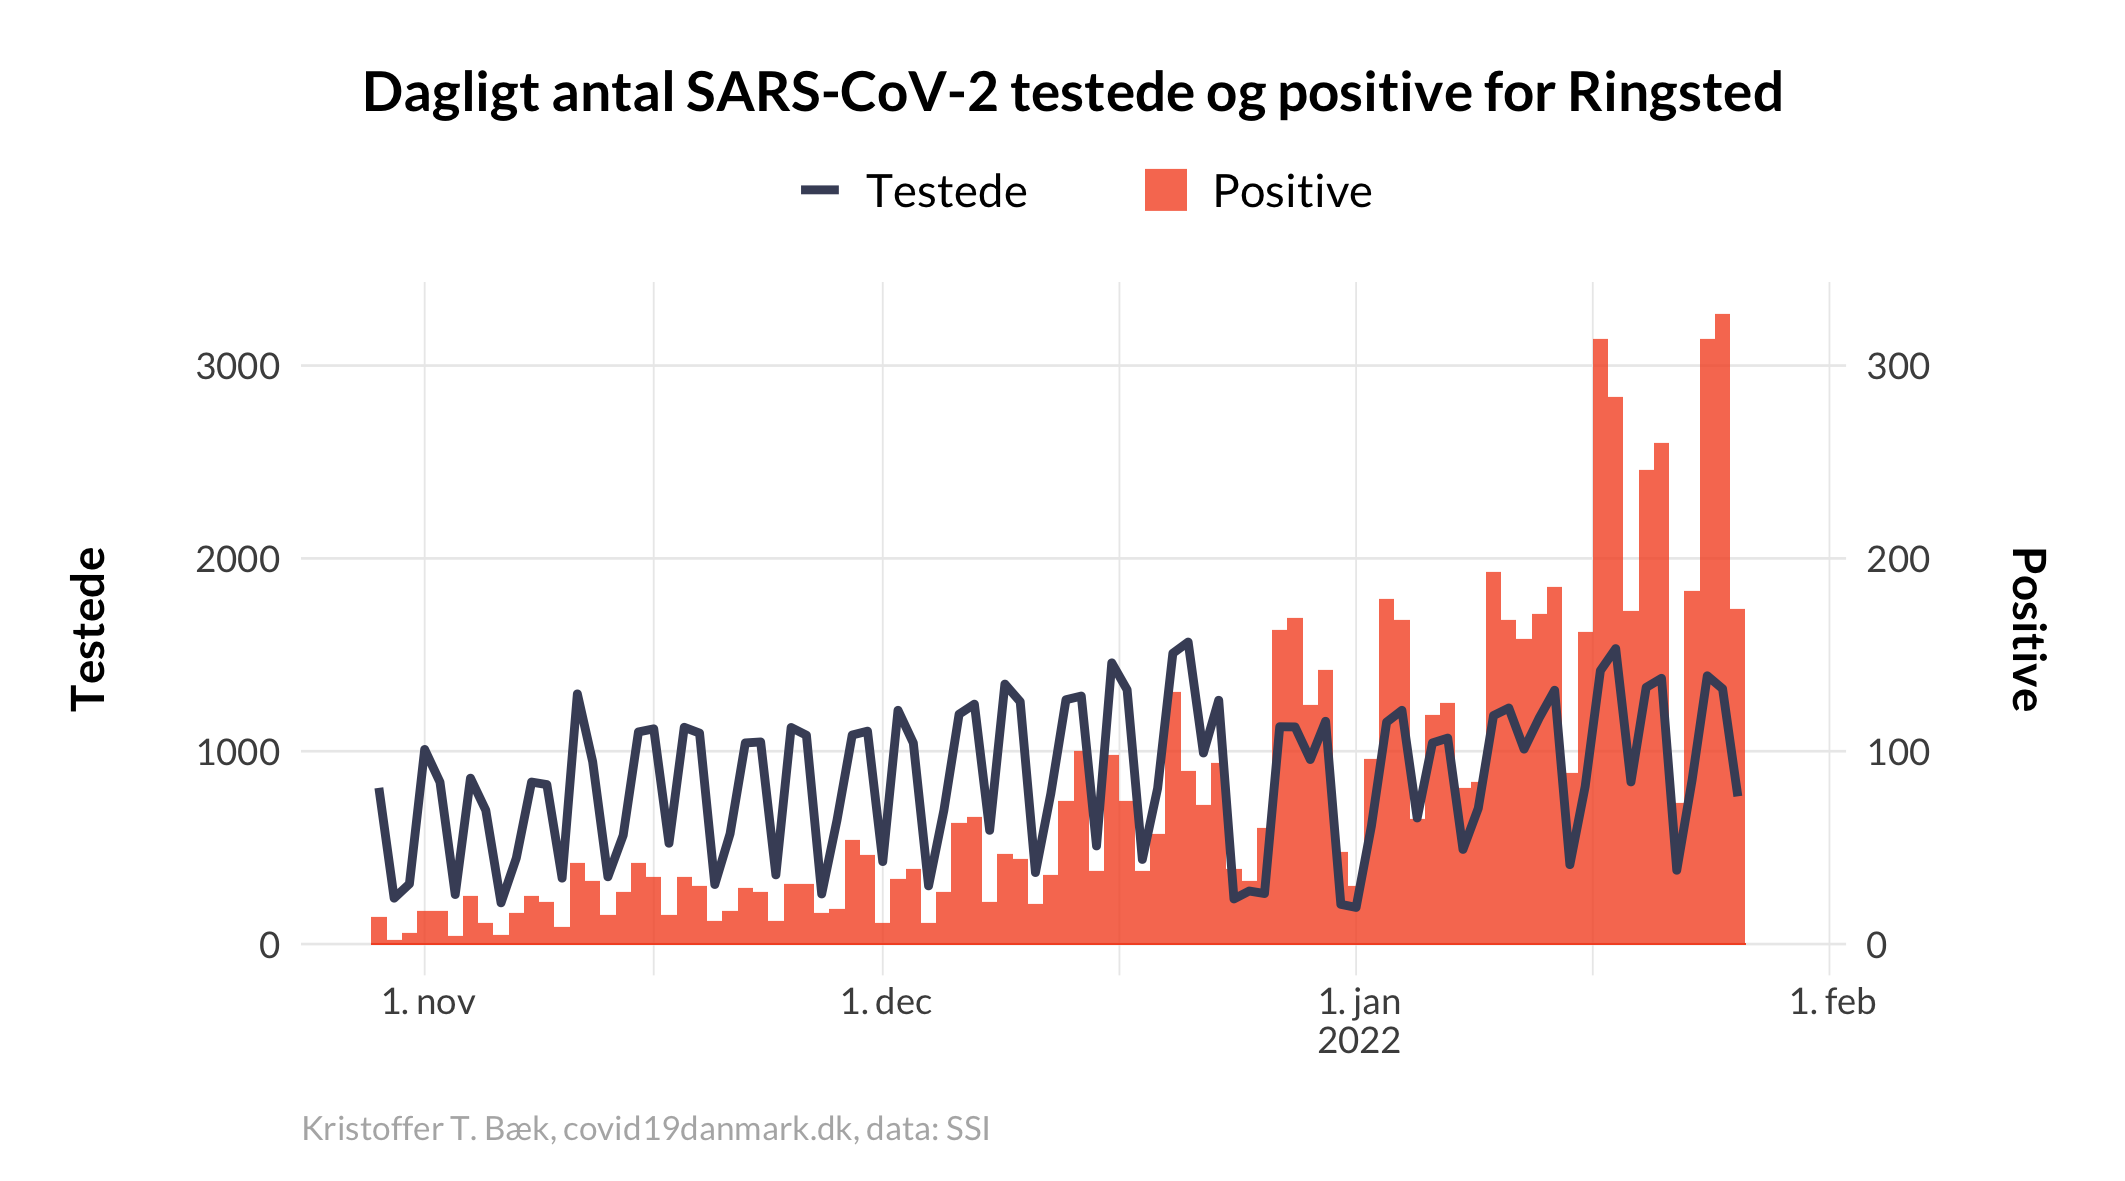 Dagligt antal SARS-CoV-2 testede og positive for Ringsted
Testede
Positive
3000
2000
1000
0
Testede
300
200
100
0
Positive
1. nov
1. dec
1. jan
2022
1. feb
Kristoffer T. Bæk, covid19danmark.dk, data: SSI